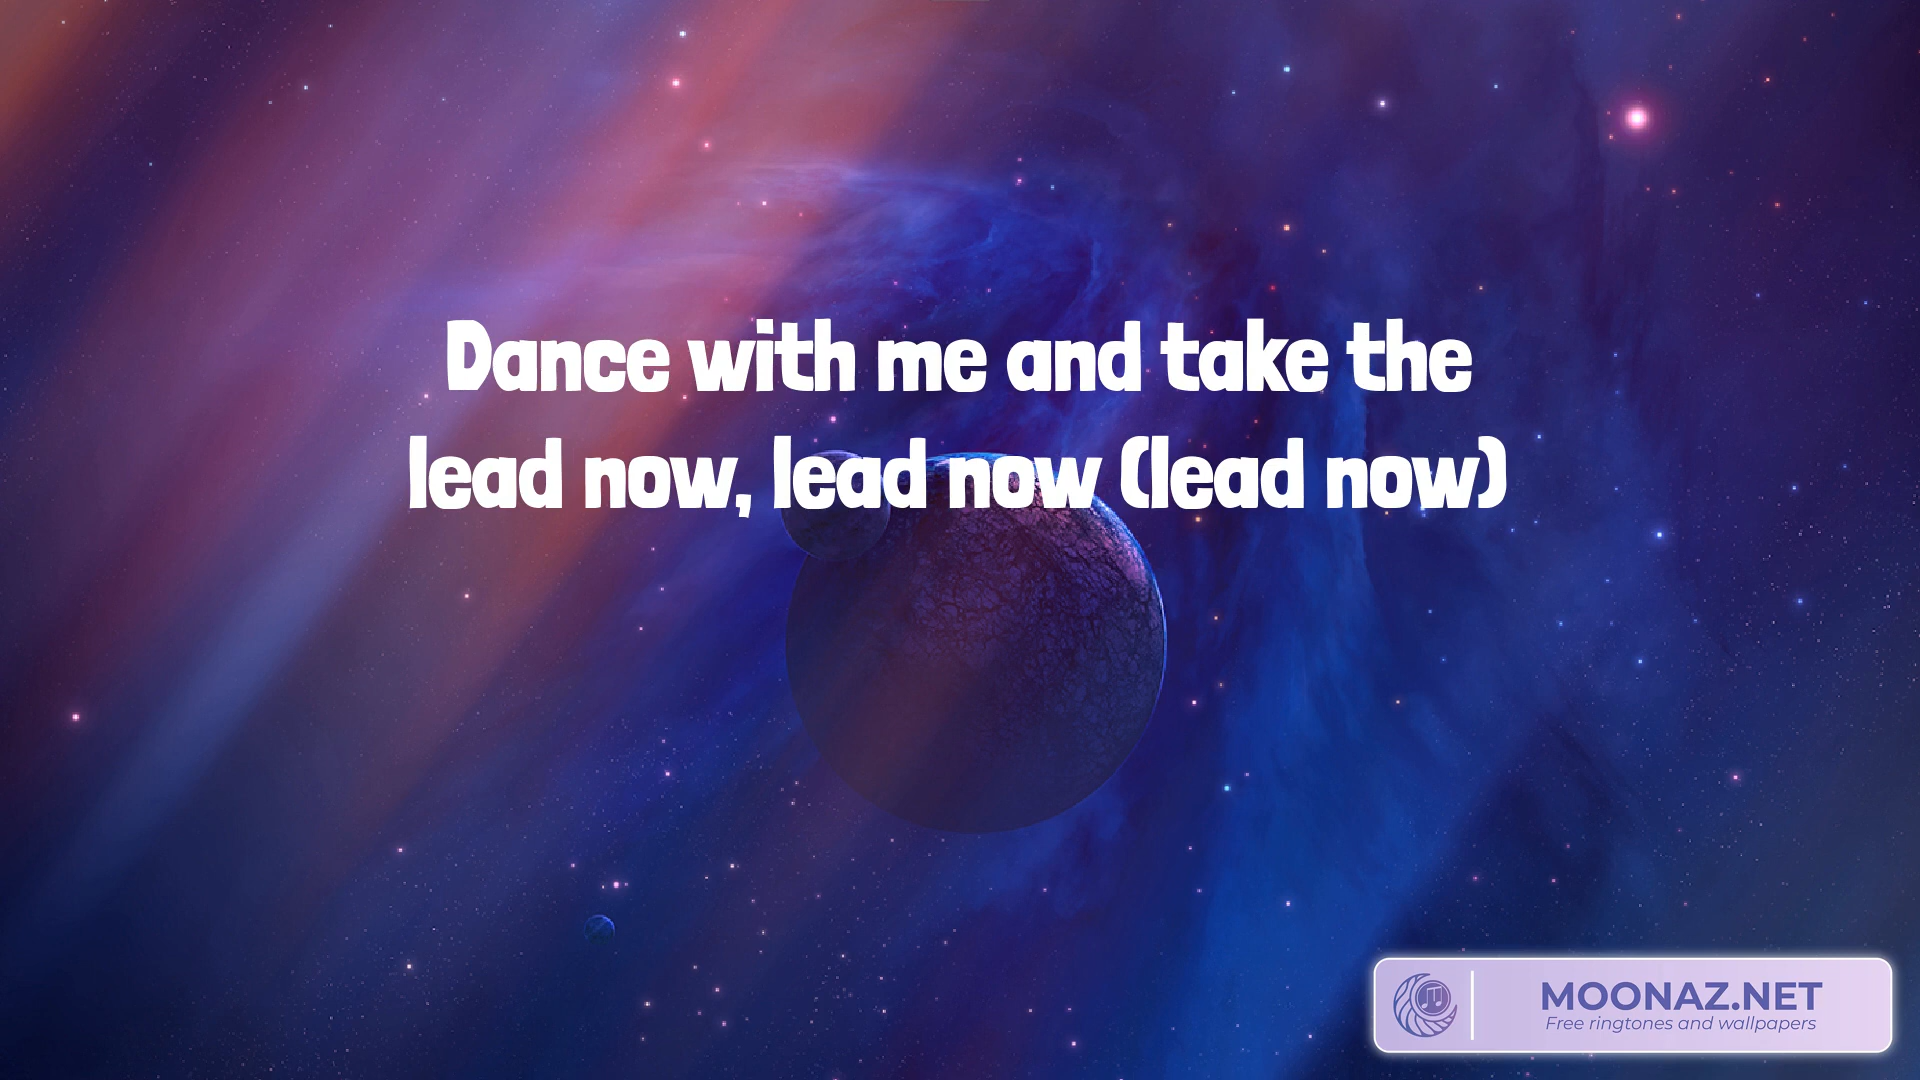 Dance with me and take the
lead now, lead now (lead now)
MOONAZ.NET
Free ringtones and wallpapers